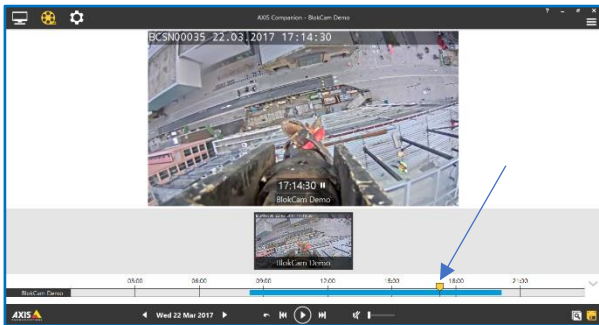 AXIS Companion - BlokCam Demo
BCSN00035 22.03.2017 17:14:30
17:14:30
BlokCam Demo
BlokCam Demo
03:00 06:00 09:00 12:00 15:00 18:00 21:00
BlokCam Demo
AXIS
Wed 22 Mar 2017